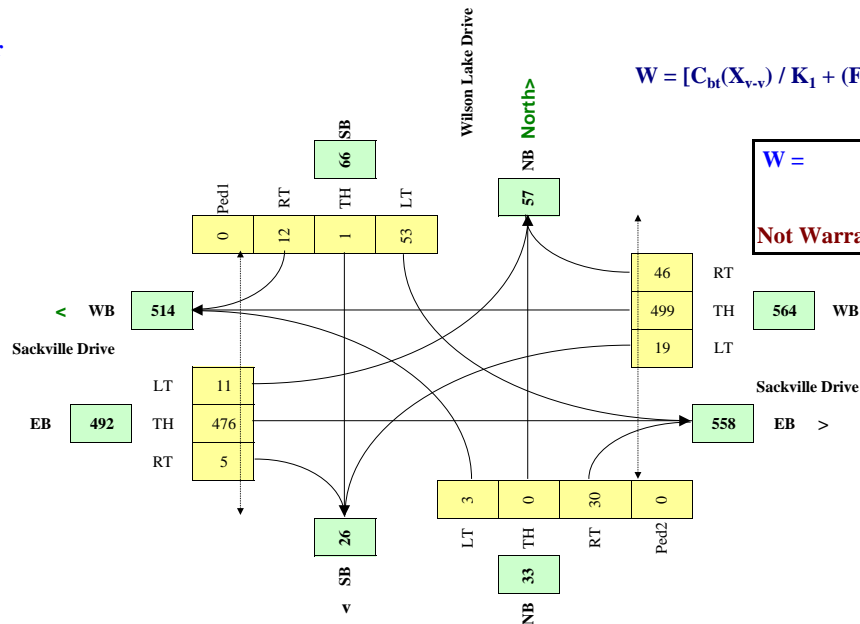 Wilson Lake Drive
North>
W = [Cbt(Xv-v) / K1 + (F
W =
Not Warra
SB
66
NB
57
Ped1 RT TH LT
0 12 1 53
46 RT
499 TH
19 LT
564 WB
< WB 514
Sackville Drive
LT 11
TH 476
RT 5
EB 492
Sackville Drive
558 EB >
3 0 30 0
LT TH RT Ped2
26
SB
v
33
NB